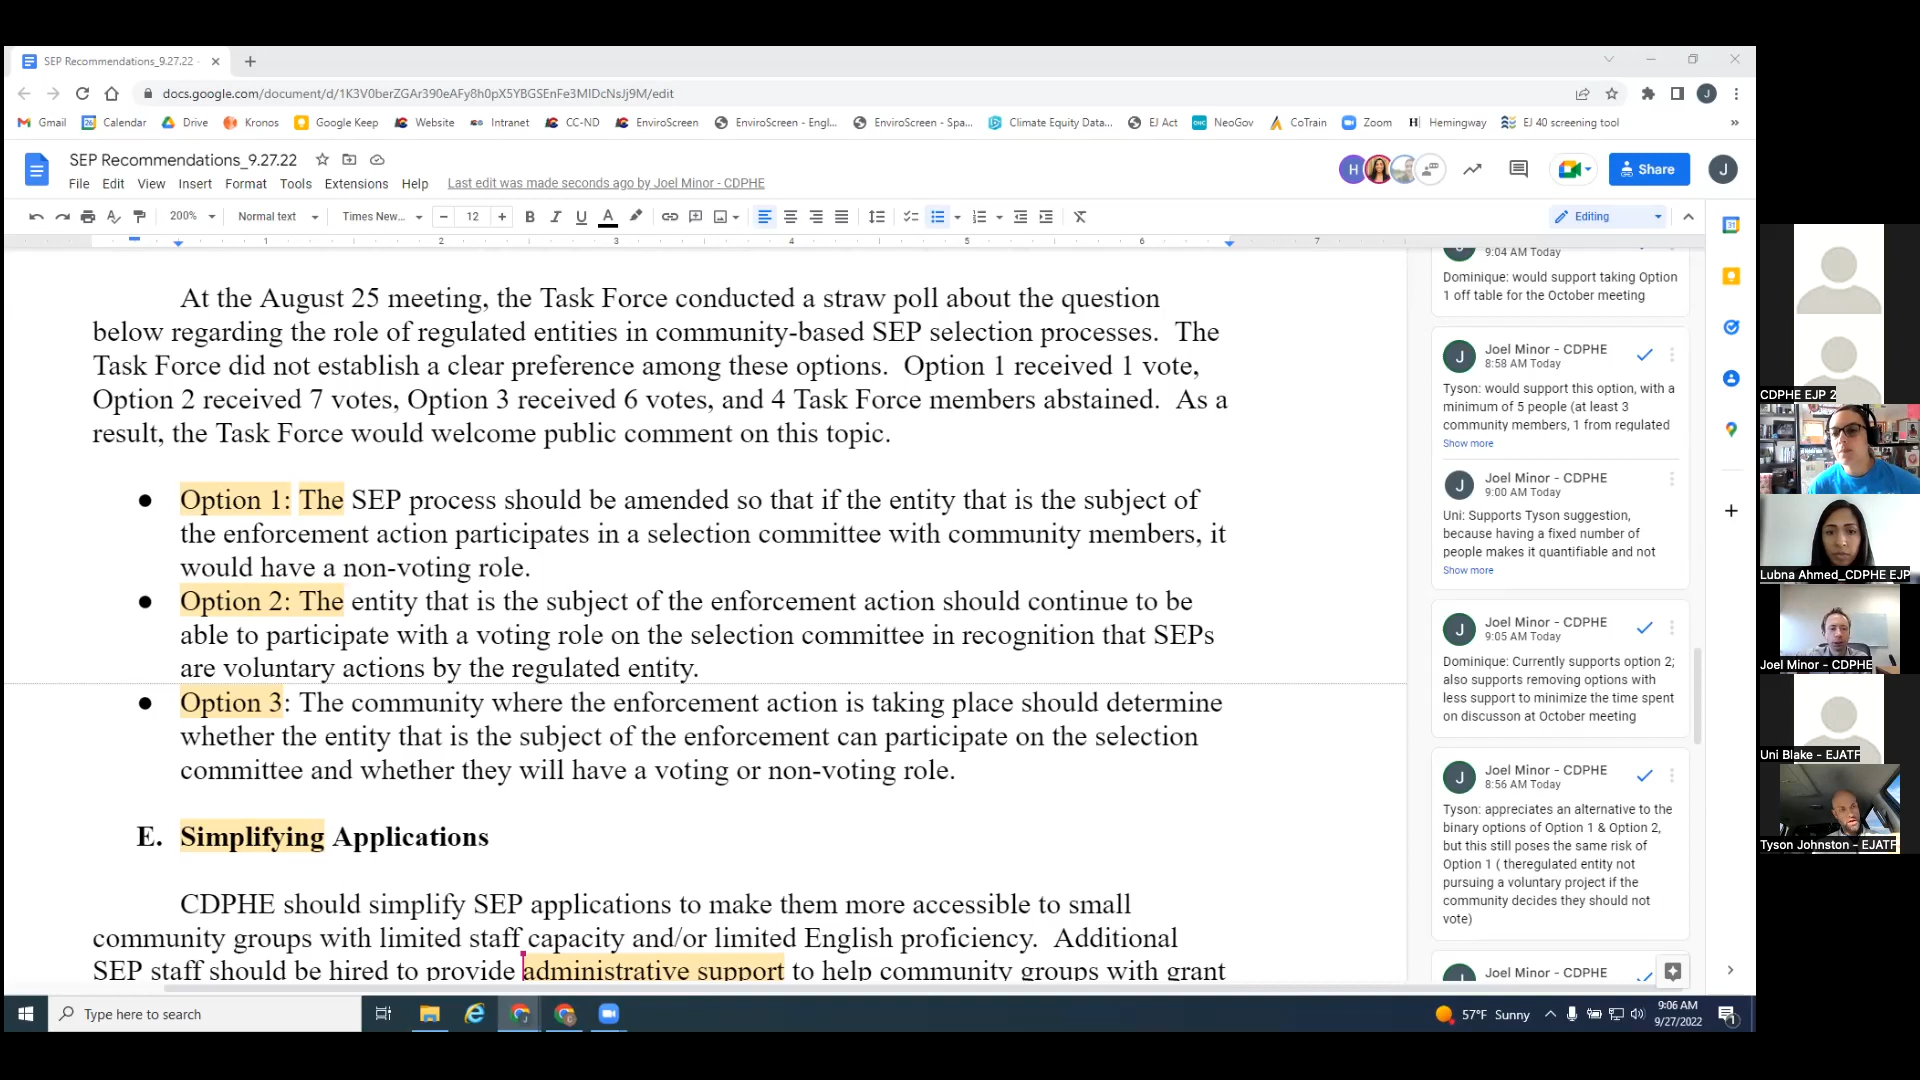 SEP Recommendations_9.27.22
docs.google.com/document/d/1K3V0berZGAr390eAFy8h0pX5YBGSEnFe3MIDcNsJj9M/edit
Gmail Calendar Drive Kronos Google Keep Website Intranet CC-ND EnviroScreen EnviroScreen - Engl... EnviroScreen - Spa... Climate Equity Data... EJ Act NeoGov CoTrain Zoom Hemingway EJ 40 screening tool
SEP Recommendations_9.27.22
File Edit View Insert Format Tools Extensions Help Last edit was made seconds ago by Joel Minor - CDPHE
Share
200% Normal text Times New... 12 Editing
1 2 3 4 5 6 7
At the August 25 meeting, the Task Force conducted a straw poll about the question
below regarding the role of regulated entities in community-based SEP selection processes. The
Task Force did not establish a clear preference among these options. Option 1 received 1 vote,
Option 2 received 7 votes, Option 3 received 6 votes, and 4 Task Force members abstained. As a
result, the Task Force would welcome public comment on this topic.
● Option 1: The SEP process should be amended so that if the entity that is the subject of
the enforcement action participates in a selection committee with community members, it
would have a non-voting role.
● Option 2: The entity that is the subject of the enforcement action should continue to be
able to participate with a voting role on the selection committee in recognition that SEPs
are voluntary actions by the regulated entity.
● Option 3: The community where the enforcement action is taking place should determine
whether the entity that is the subject of the enforcement can participate on the selection
committee and whether they will have a voting or non-voting role.
E. Simplifying Applications
CDPHE should simplify SEP applications to make them more accessible to small
community groups with limited staff capacity and/or limited English proficiency. Additional
SEP staff should be hired to provide administrative support to help community groups with grant
9:04 AM Today
Dominique: would support taking Option
1 off table for the October meeting
Joel Minor - CDPHE
8:58 AM Today
Tyson: would support this option, with a
minimum of 5 people (at least 3
community members, 1 from regulated
Show more
Joel Minor - CDPHE
9:00 AM Today
Uni: Supports Tyson suggestion,
because having a fixed number of
people makes it quantifiable and not
Show more
Joel Minor - CDPHE
9:05 AM Today
Dominique: Currently supports option 2;
also supports removing options with
less support to minimize the time spent
on discusson at October meeting
Joel Minor - CDPHE
8:56 AM Today
Tyson: appreciates an alternative to the
binary options of Option 1 & Option 2,
but this still poses the same risk of
Option 1 ( theregulated entity not
pursuing a voluntary project if the
community decides they should not
vote)
Joel Minor - CDPHE
CDPHE EJP 2
Lubna Ahmed_CDPHE EJP
Joel Minor - CDPHE
Uni Blake - EJATF
Tyson Johnston - EJATF
Type here to search
57°F Sunny
9:06 AM
9/27/2022